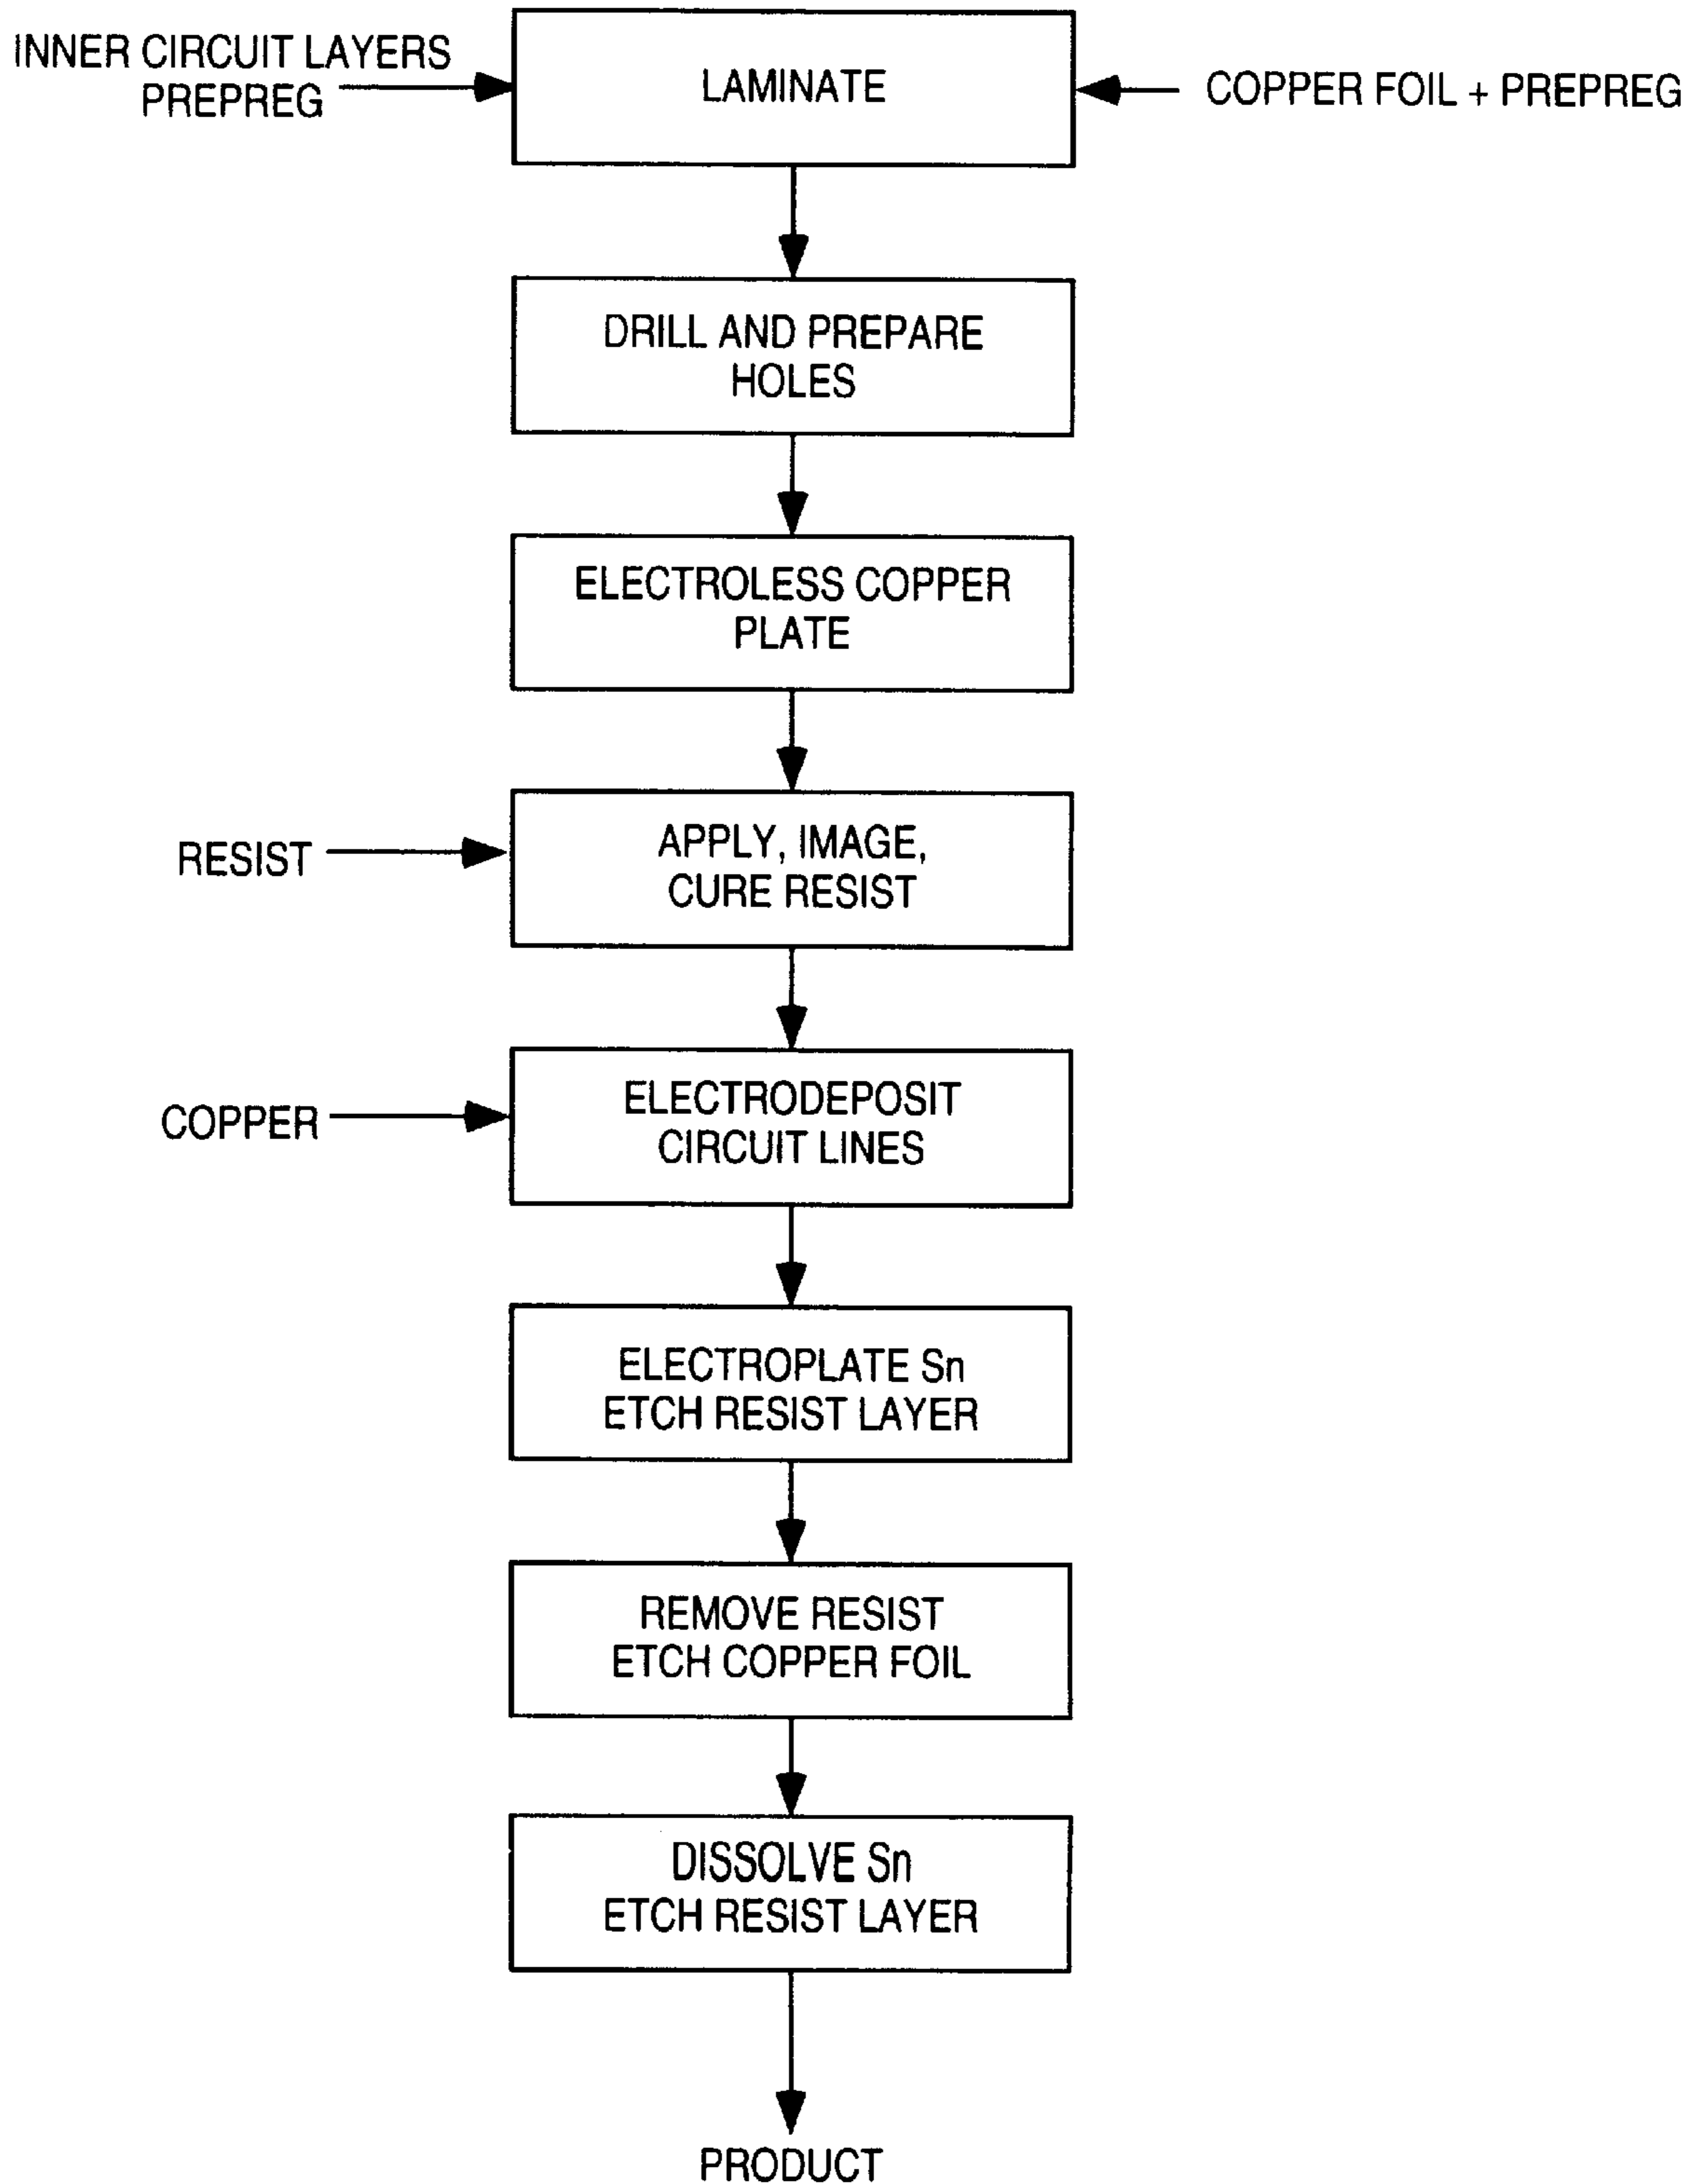 INNER CIRCUIT LAYERS
PREPREG
LAMINATE
COPPER FOIL + PREPREG
DRILL AND PREPARE
HOLES
ELECTROLESS COPPER
PLATE
RESIST
APPLY, IMAGE,
CURE RESIST
COPPER
ELECTRODEPOSIT
CIRCUIT LINES
ELECTROPLATE Sn
ETCH RESIST LAYER
REMOVE RESIST
ETCH COPPER FOIL
DISSOLVE Sn
ETCH RESIST LAYER
PRODUCT